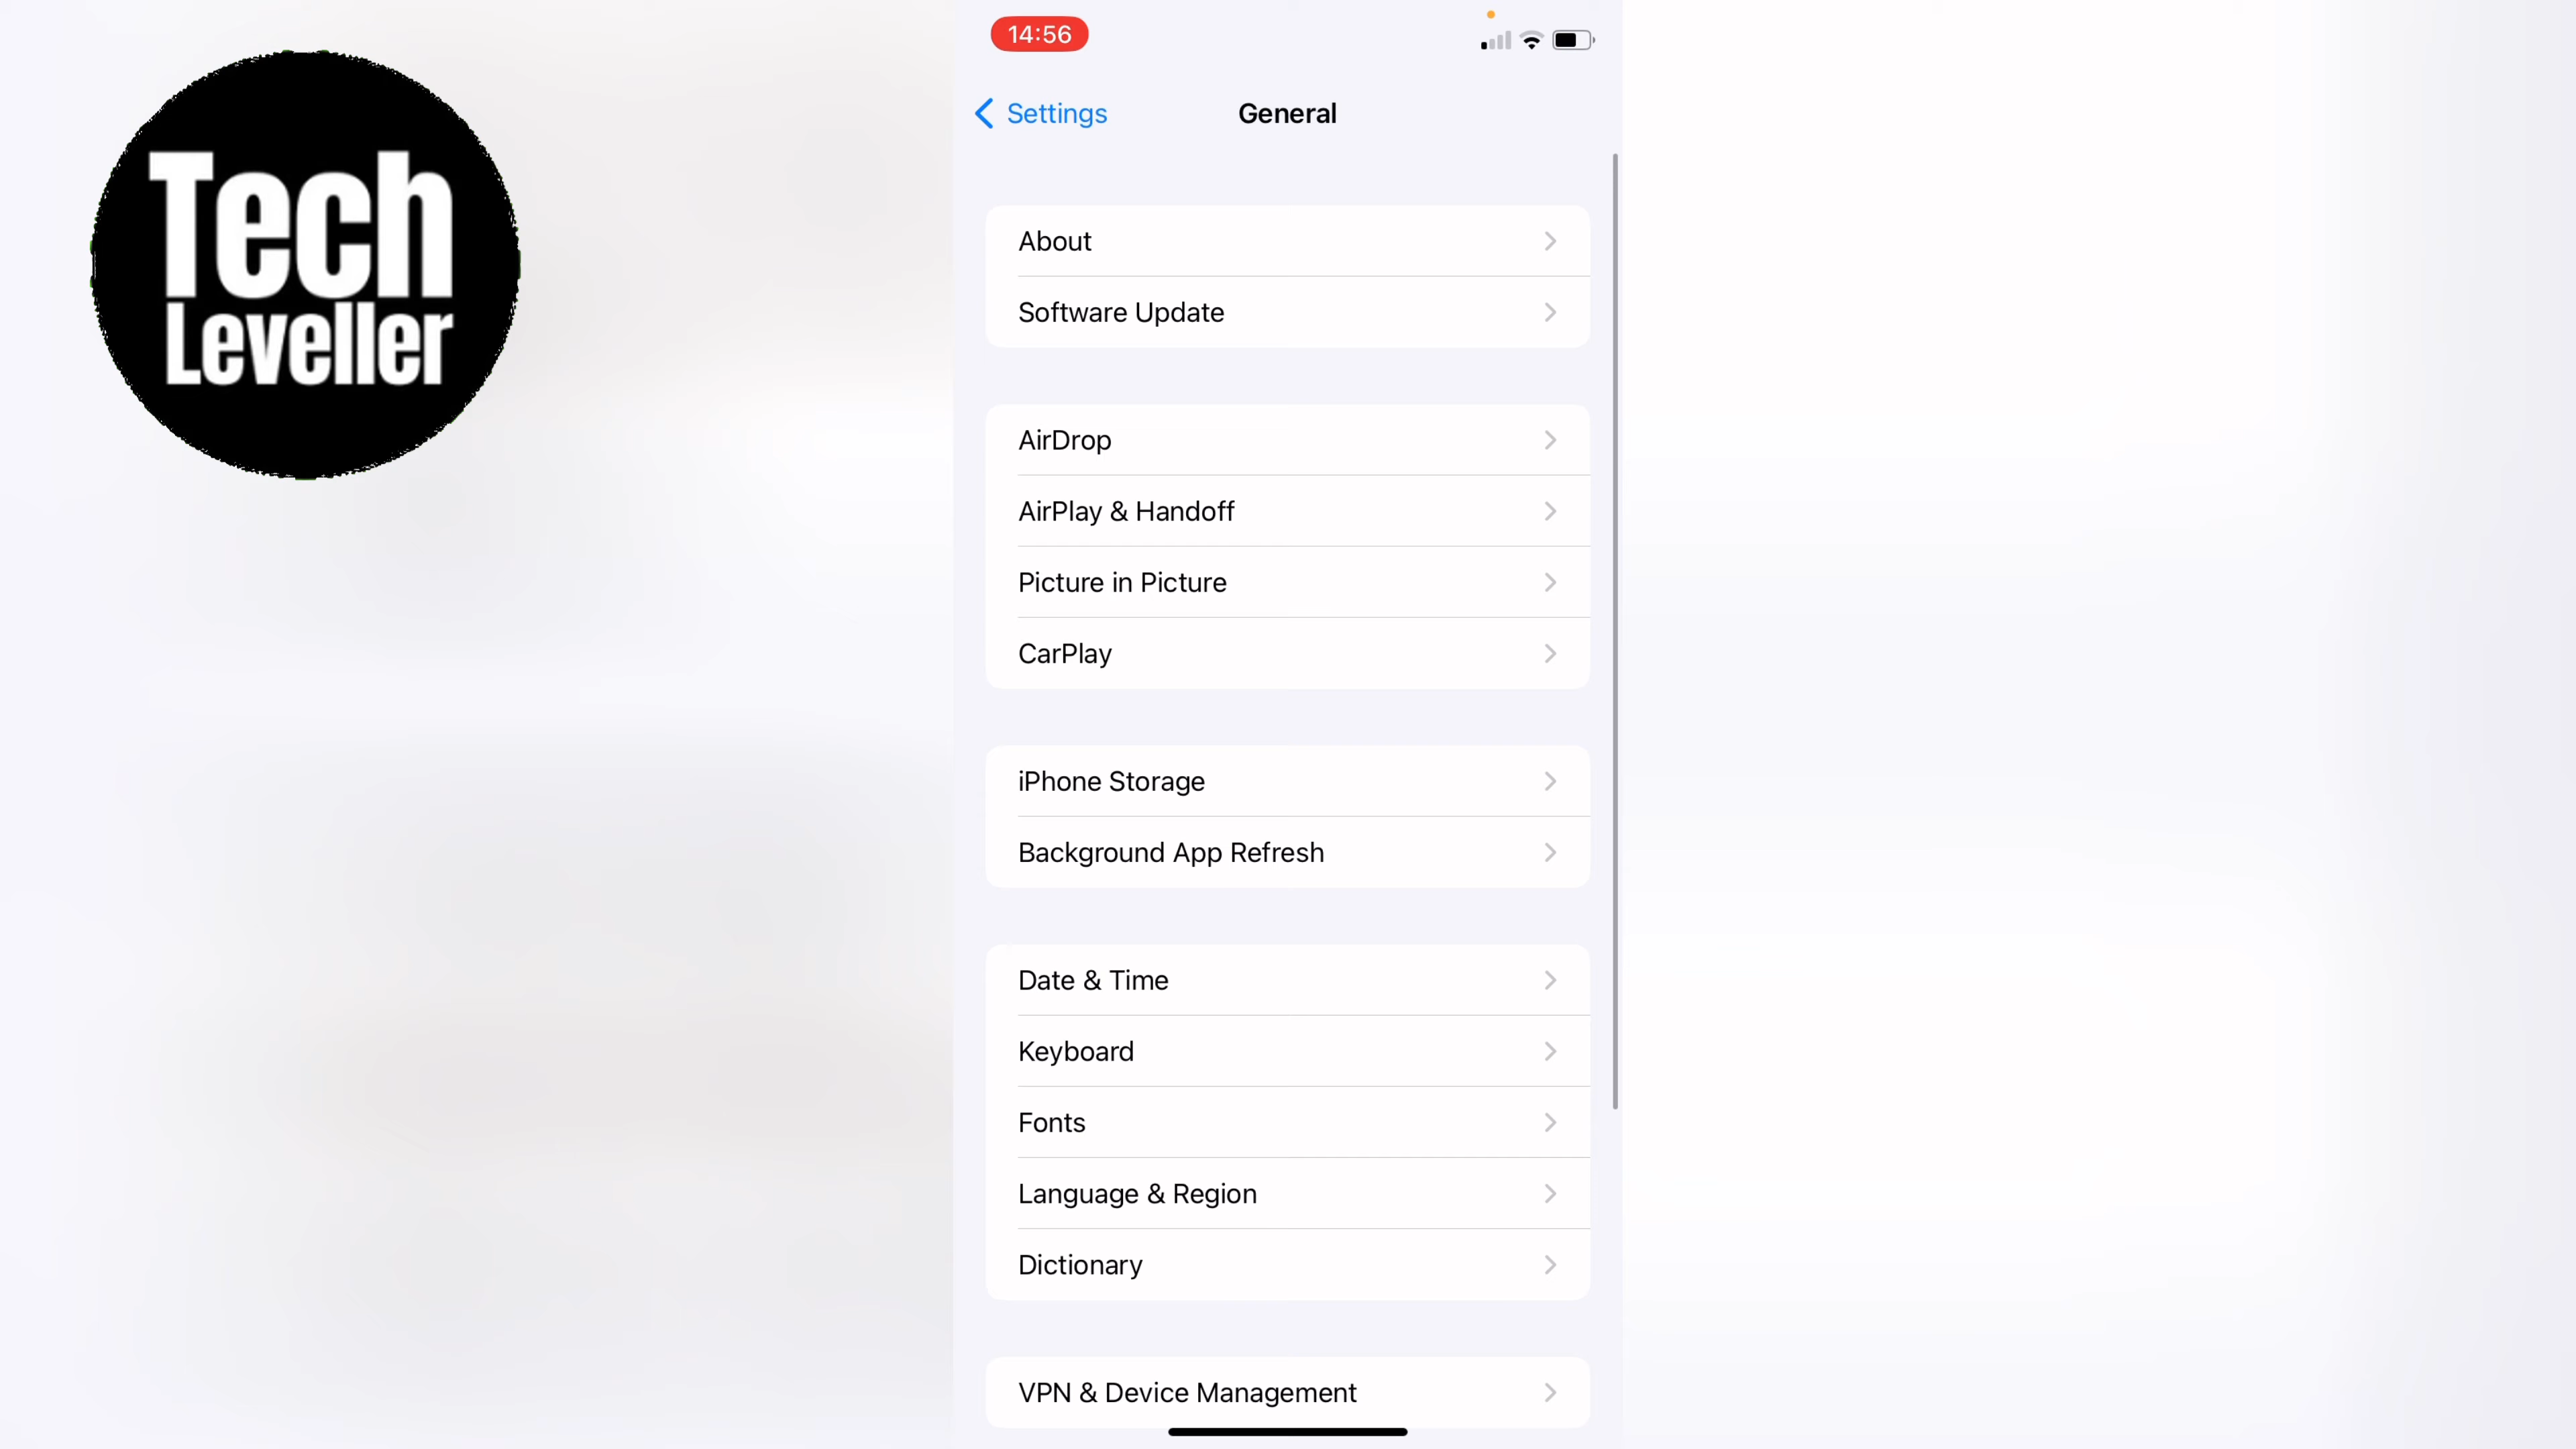 Tech
Leveller
14:56
Settings
General
About
Software Update
AirDrop
AirPlay & Handoff
Picture in Picture
CarPlay
iPhone Storage
Background App Refresh
Date & Time
Keyboard
Fonts
Language & Region
Dictionary
VPN & Device Management